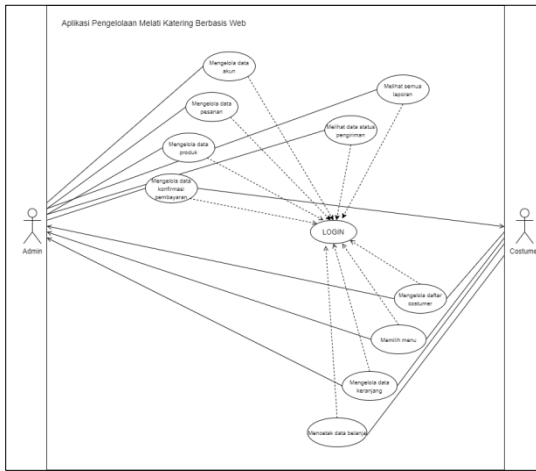 Aplikasi Pengelolaan Melati Katering Berbasis Web
Mengelola data
akun
Melihat semua
laporan
Mengelola data
pesanan
Melihat data status
pengiriman
Mengelola data
produk
Mengelola data
konfirmasi
pembayaran
LOGIN
Admin
Costumer
Mengelola daftar
costumer
Memilih menu
Mengelola data
keranjang
Mencetak data belanja